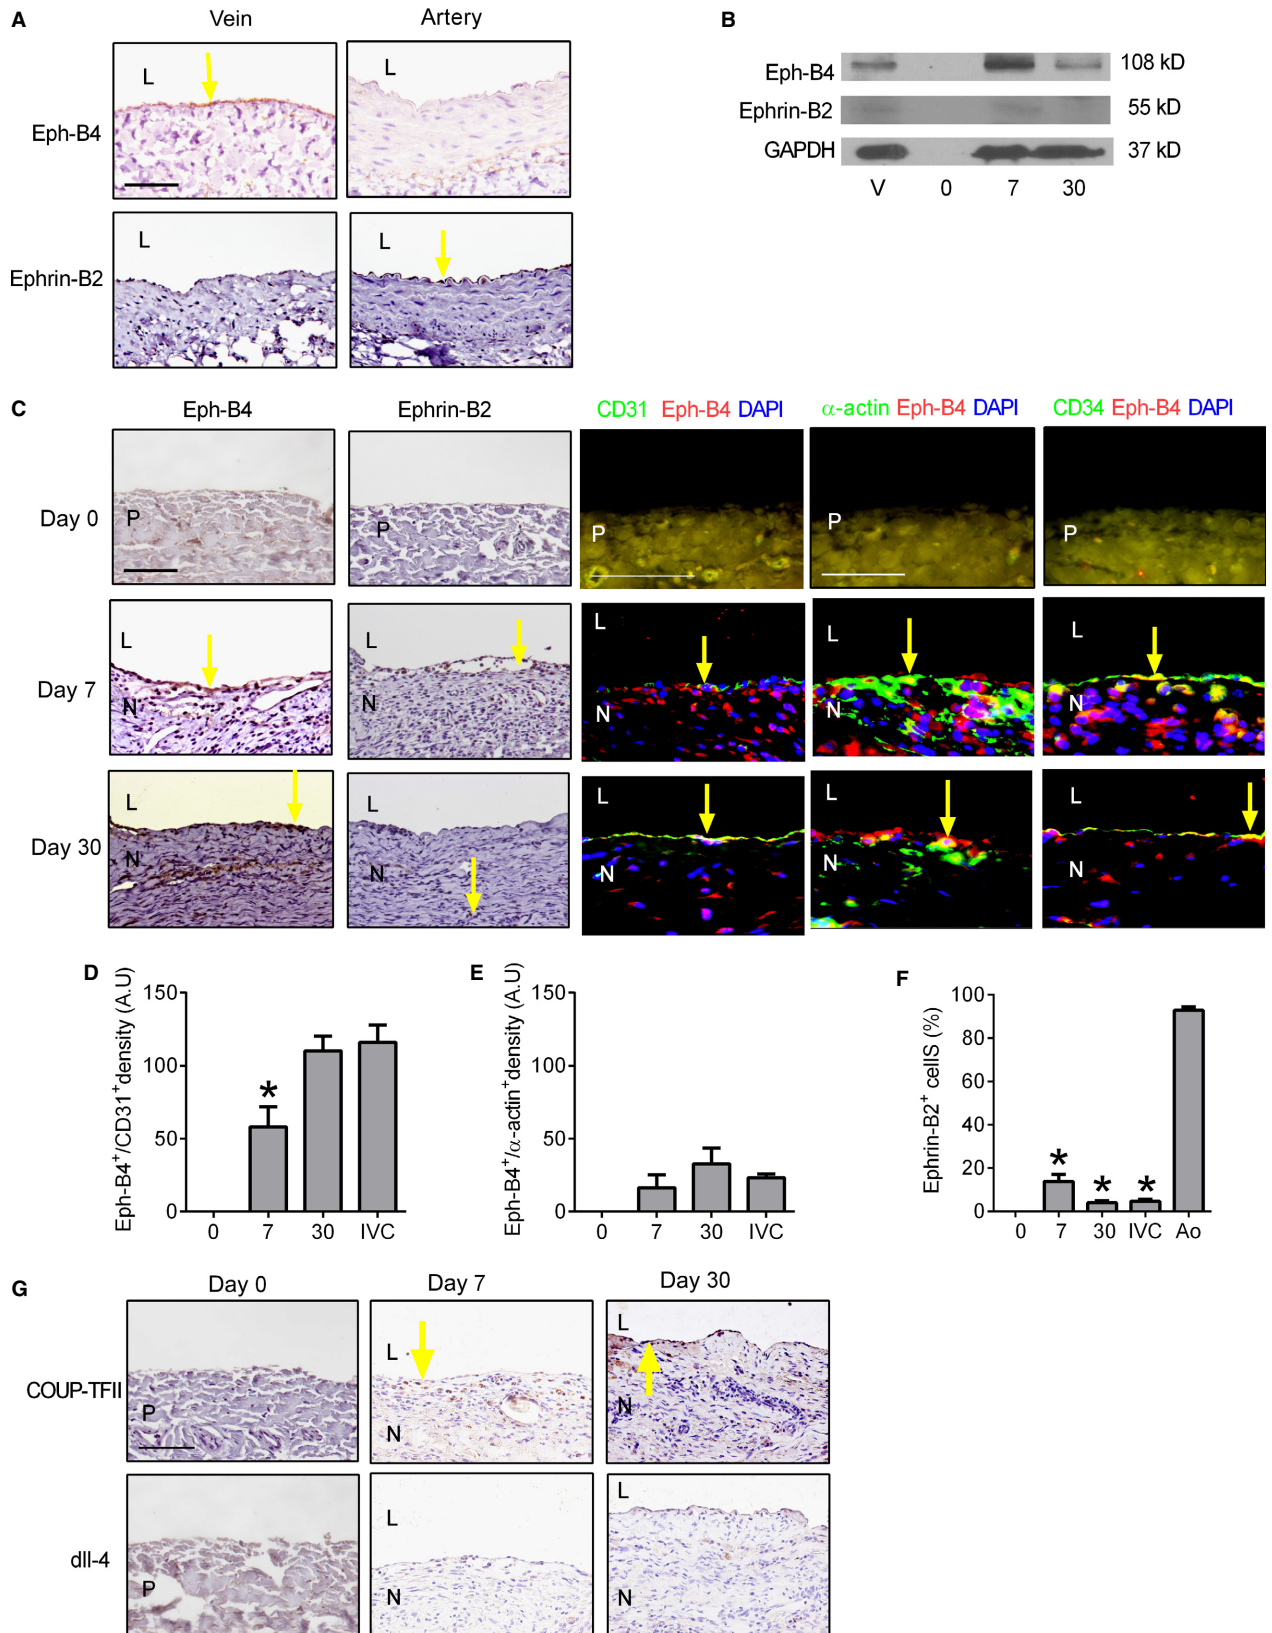 A
Vein
Artery
Eph-B4
L
L
Ephrin-B2
L
L
B
Eph-B4
108 kD
Ephrin-B2
55 kD
GAPDH
37 kD
V 0 7 30
C
Eph-B4
Ephrin-B2
CD31 Eph-B4 DAPI
α-actin Eph-B4 DAPI
CD34 Eph-B4 DAPI
Day 0
P
P
P
P
P
Day 7
L
N
L
N
L
N
L
N
L
N
Day 30
L
N
L
N
L
N
L
N
L
N
D
Eph-B4+/CD31+density (A.U)
150
100
50
0
0 7 30 IVC
*
E
Eph-B4+/α-actin+density (A.U)
150
100
50
0
0 7 30 IVC
F
Ephrin-B2+ cellS (%)
100
80
60
40
20
0
* * *
0 7 30 IVC Ao
G
Day 0
Day 7
Day 30
COUP-TFII
P
L
N
L
N
dll-4
P
L
N
L
N